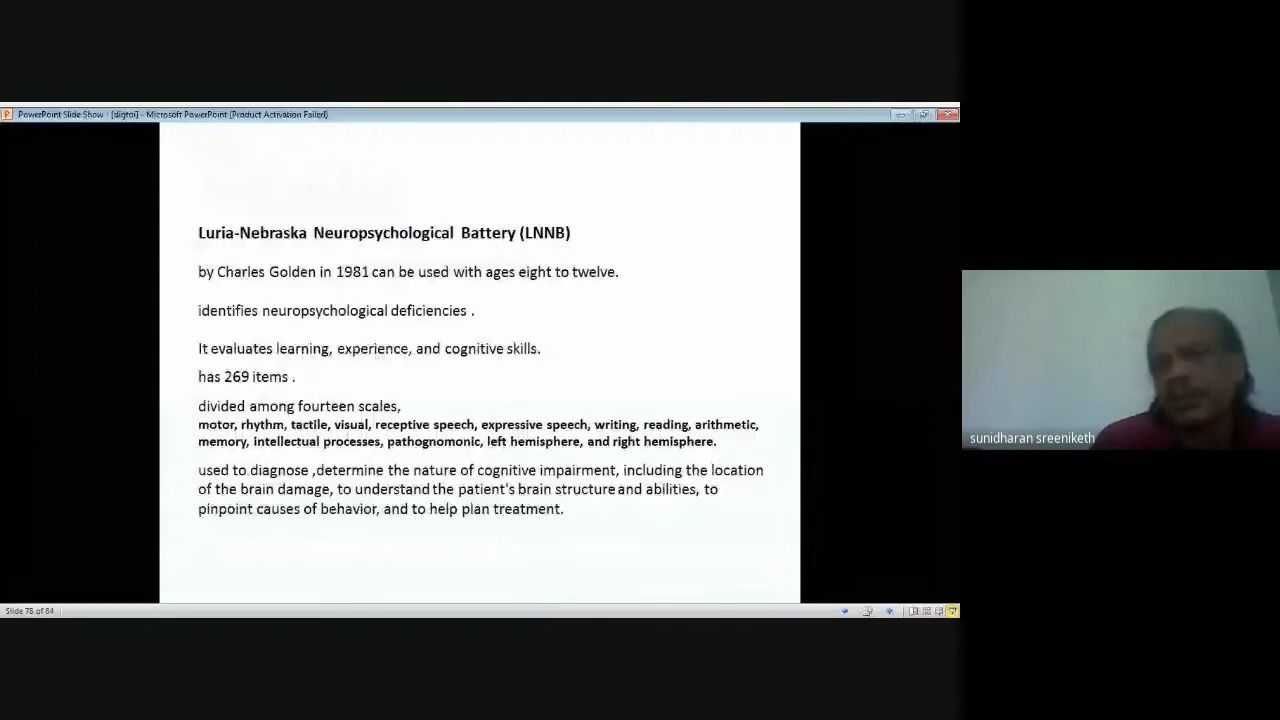 PowerPoint Slide Show - [digtoi] - Microsoft PowerPoint (Product Activation Failed)
Luria-Nebraska Neuropsychological Battery (LNNB)
by Charles Golden in 1981 can be used with ages eight to twelve.
identifies neuropsychological deficiencies .
It evaluates learning, experience, and cognitive skills.
has 269 items .
divided among fourteen scales,
motor, rhythm, tactile, visual, receptive speech, expressive speech, writing, reading, arithmetic,
memory, intellectual processes, pathognomonic, left hemisphere, and right hemisphere.
used to diagnose ,determine the nature of cognitive impairment, including the location
of the brain damage, to understand the patient's brain structure and abilities, to
pinpoint causes of behavior, and to help plan treatment.
sunidharan sreeniketh
Slide 78 of 84